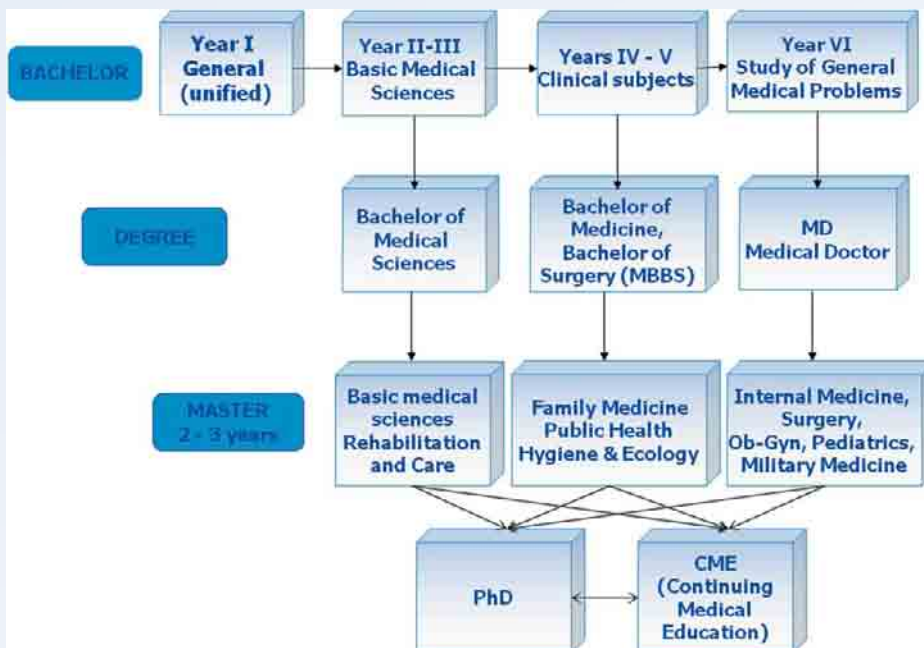 BACHELOR
Year I
General
(unified)
Year II-III
Basic Medical
Sciences
Years IV - V
Clinical subjects
Year VI
Study of General
Medical Problems
DEGREE
Bachelor of
Medical
Sciences
Bachelor of
Medicine,
Bachelor of
Surgery (MBBS)
MD
Medical Doctor
MASTER
2 - 3 years
Basic medical
sciences
Rehabilitation
and Care
Family Medicine
Public Health
Hygiene & Ecology
Internal Medicine,
Surgery,
Ob-Gyn, Pediatrics,
Military Medicine
PhD
CME
(Continuing
Medical
Education)